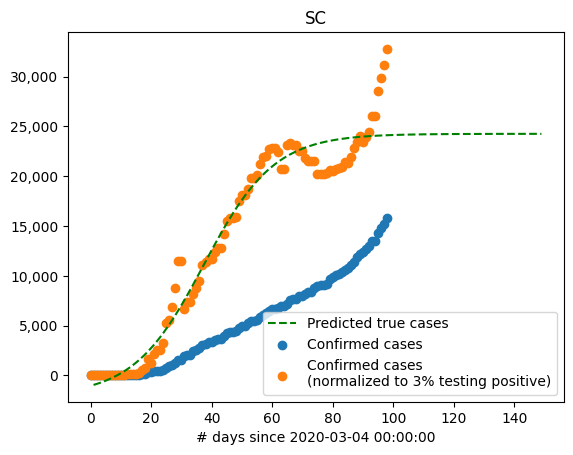 SC
30,000
25,000
20,000
15,000
10,000
5,000
0
Predicted true cases
Confirmed cases
Confirmed cases
(normalized to 3% testing positive)
0 20 40 60 80 100 120 140
# days since 2020-03-04 00:00:00